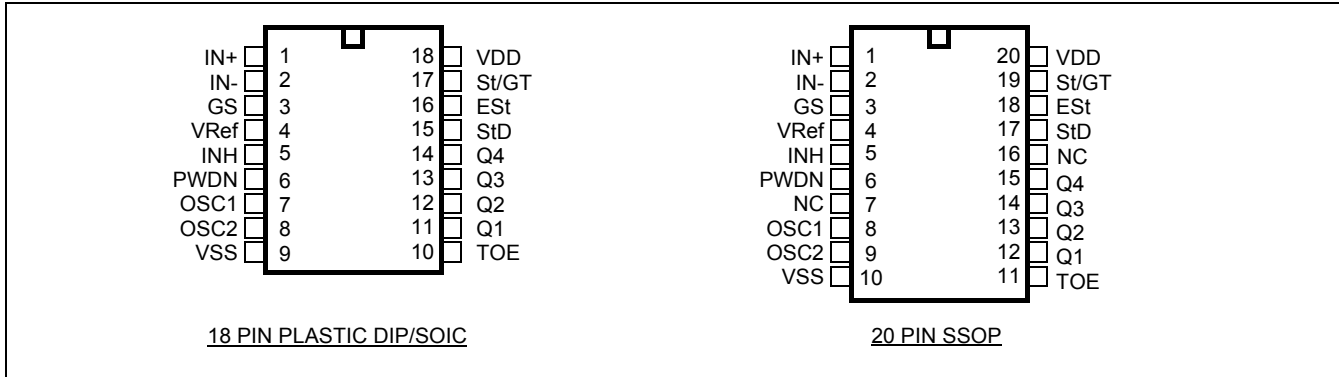 IN+ 1 18 VDD
IN- 2 17 St/GT
GS 3 16 ESt
VRef 4 15 StD
INH 5 14 Q4
PWDN 6 13 Q3
OSC1 7 12 Q2
OSC2 8 11 Q1
VSS 9 10 TOE
18 PIN PLASTIC DIP/SOIC
IN+ 1 20 VDD
IN- 2 19 St/GT
GS 3 18 ESt
VRef 4 17 StD
INH 5 16 NC
PWDN 6 15 Q4
NC 7 14 Q3
OSC1 8 13 Q2
OSC2 9 12 Q1
VSS 10 11 TOE
20 PIN SSOP